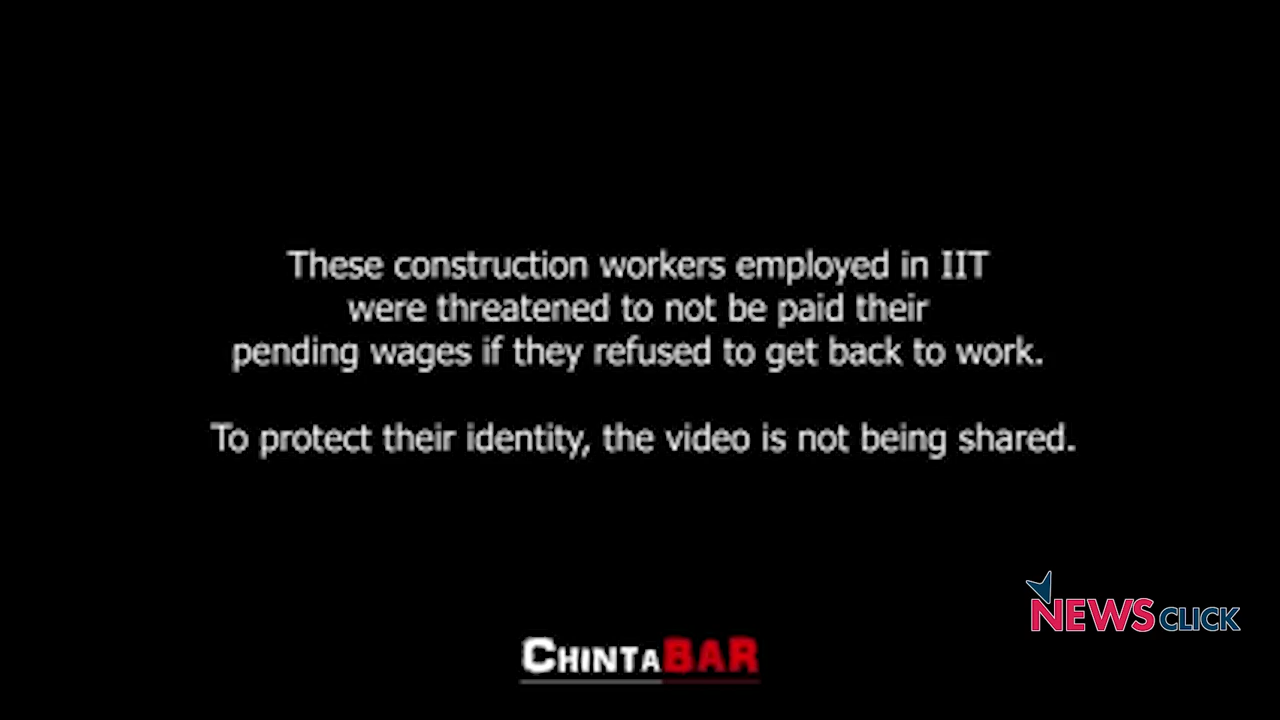 These construction workers employed in IIT
were threatened to not be paid their
pending wages if they refused to get back to work.
To protect their identity, the video is not being shared.
NEWSCLICK
CHINTABAR